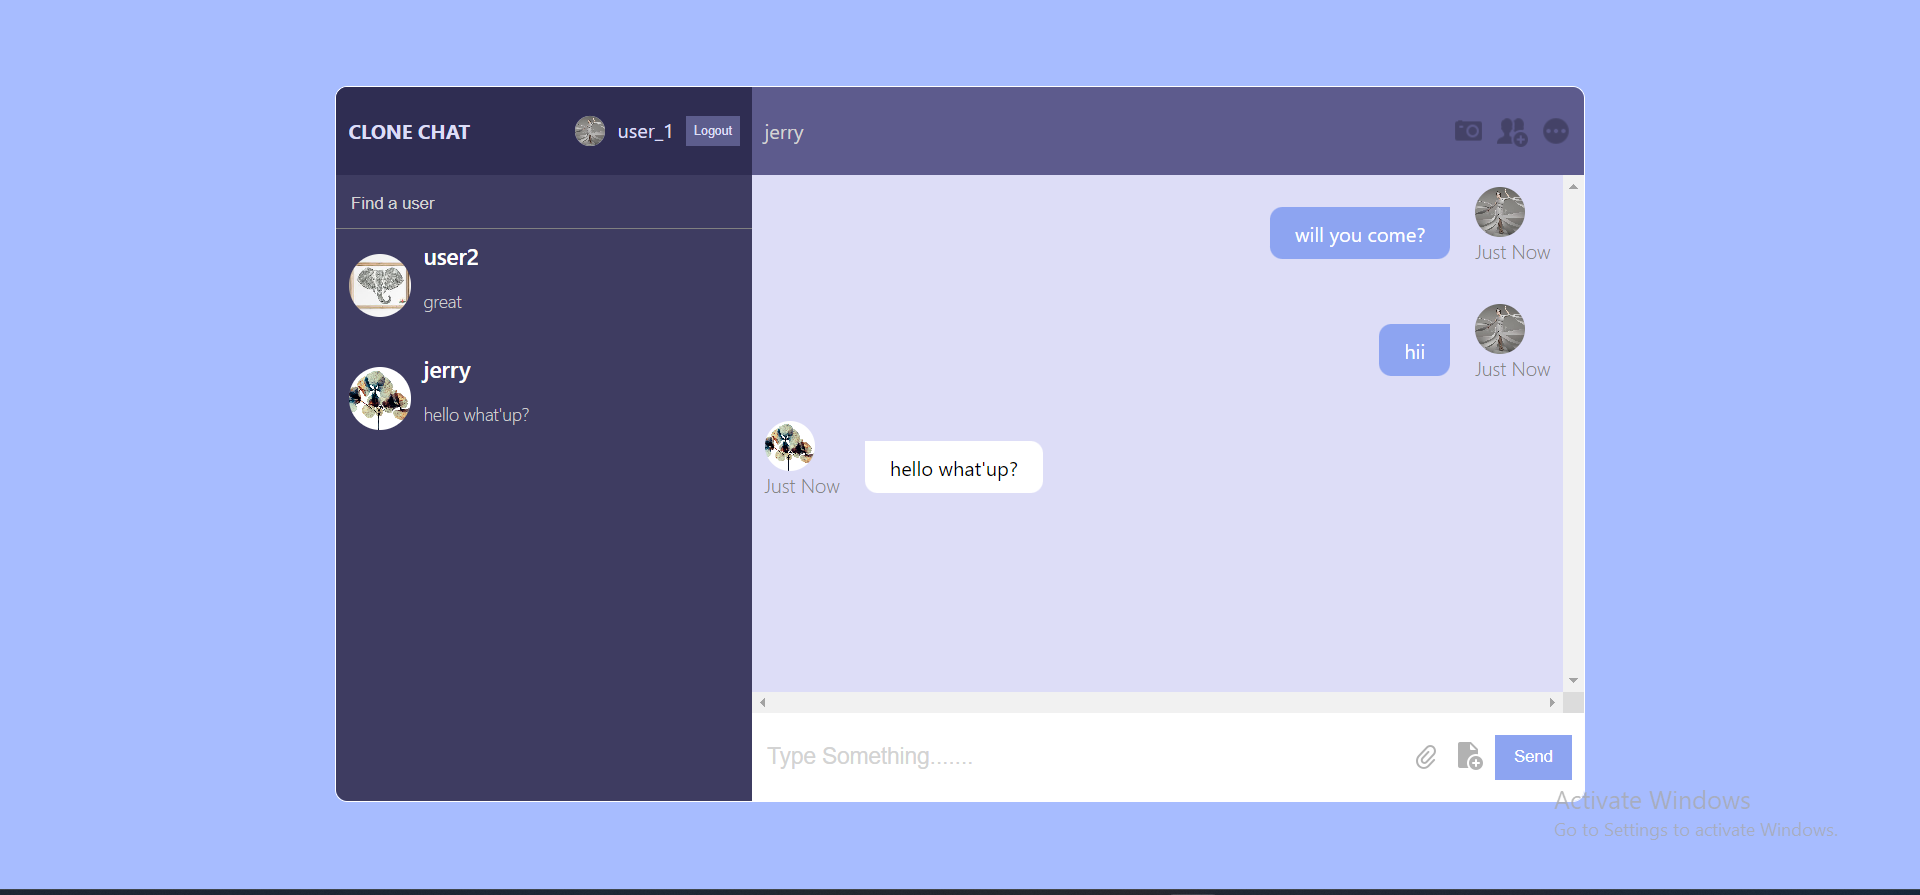 CLONE CHAT
user_1
Logout
Find a user
user2
great
jerry
hello what'up?
jerry
will you come?
Just Now
hii
Just Now
hello what'up?
Just Now
Type Something.......
Send
Activate Windows
Go to Settings to activate Windows.